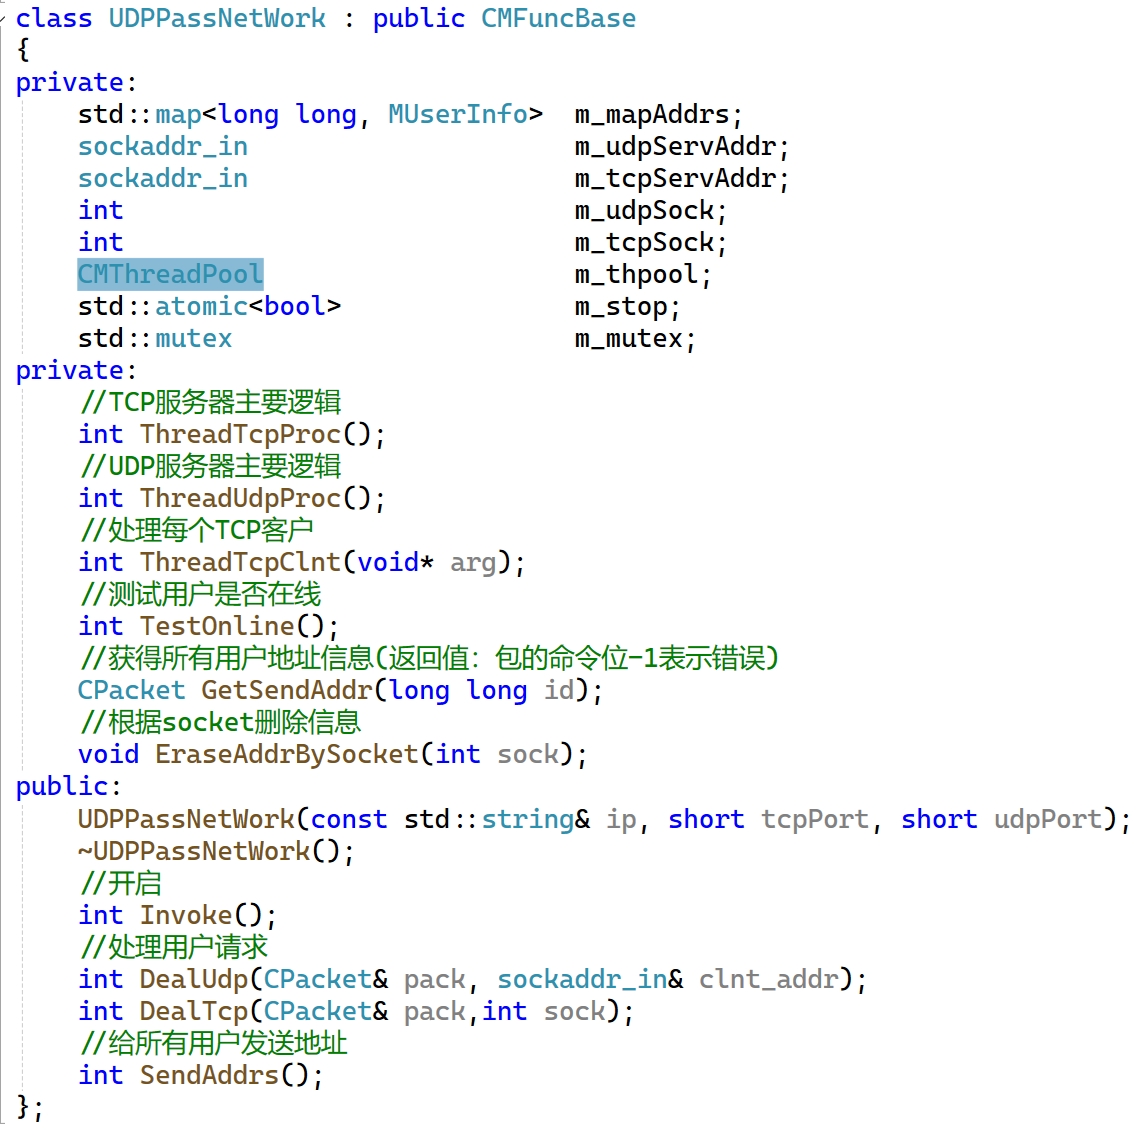 class UDPPassNetWork : public CMFuncBase
{
private:
    std::map<long long, MUserInfo>  m_mapAddrs;
    sockaddr_in                     m_udpServAddr;
    sockaddr_in                     m_tcpServAddr;
    int                             m_udpSock;
    int                             m_tcpSock;
    CMThreadPool                    m_thpool;
    std::atomic<bool>               m_stop;
    std::mutex                      m_mutex;
private:
    //TCP服务器主要逻辑
    int ThreadTcpProc();
    //UDP服务器主要逻辑
    int ThreadUdpProc();
    //处理每个TCP客户
    int ThreadTcpClnt(void* arg);
    //测试用户是否在线
    int TestOnline();
    //获得所有用户地址信息(返回值：包的命令位-1表示错误)
    CPacket GetSendAddr(long long id);
    //根据socket删除信息
    void EraseAddrBySocket(int sock);
public:
    UDPPassNetWork(const std::string& ip, short tcpPort, short udpPort);
    ~UDPPassNetWork();
    //开启
    int Invoke();
    //处理用户请求
    int DealUdp(CPacket& pack, sockaddr_in& clnt_addr);
    int DealTcp(CPacket& pack,int sock);
    //给所有用户发送地址
    int SendAddrs();
};